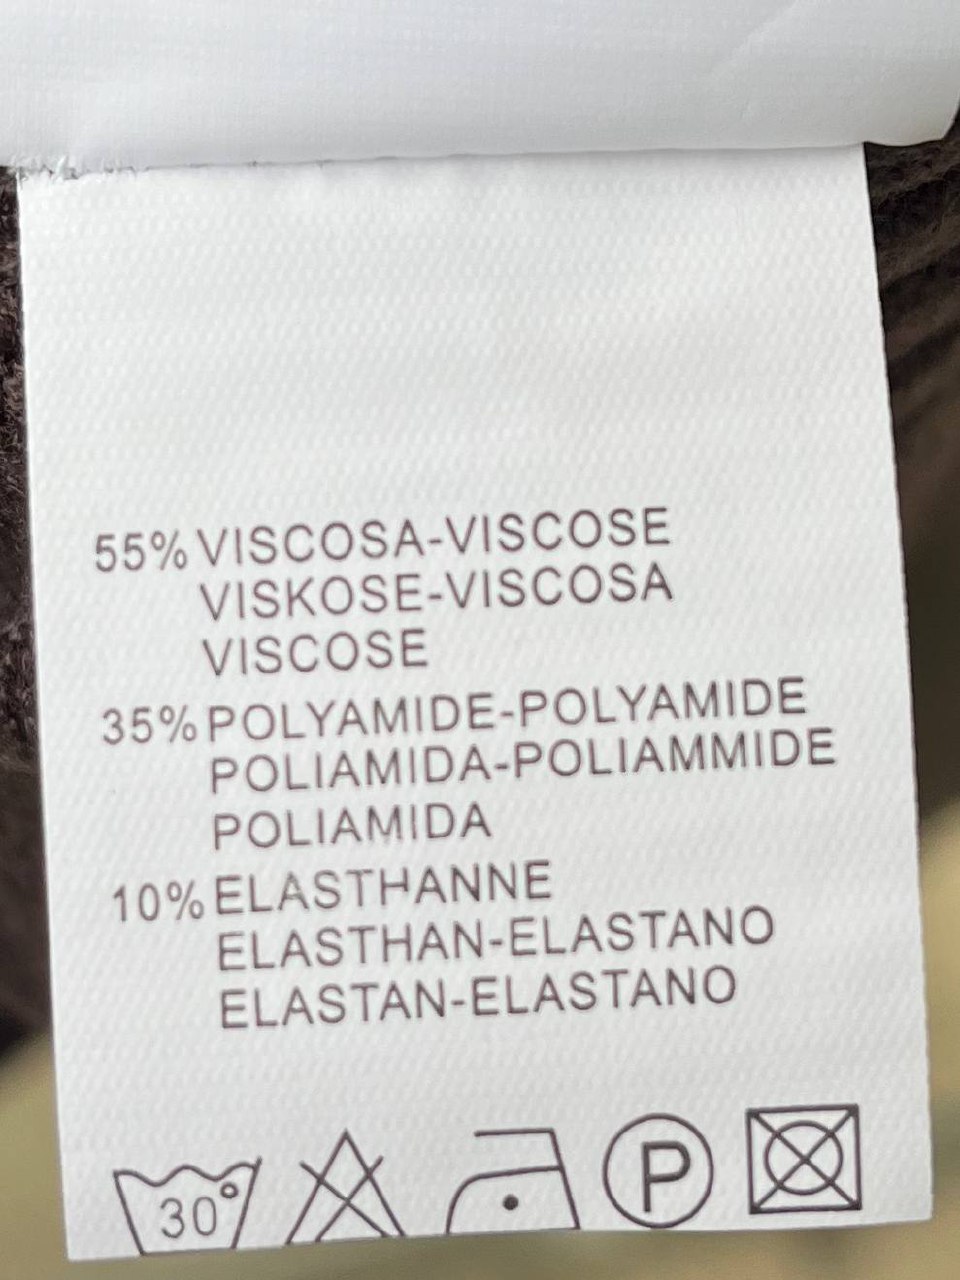 55% VISCOSA-VISCOSE
VISKOSE-VISCOSA
VISCOSE
35% POLYAMIDE-POLYAMIDE
POLIAMIDA-POLIAMMIDE
POLIAMIDA
10% ELASTHANNE
ELASTHAN-ELASTANO
ELASTAN-ELASTANO
30° P